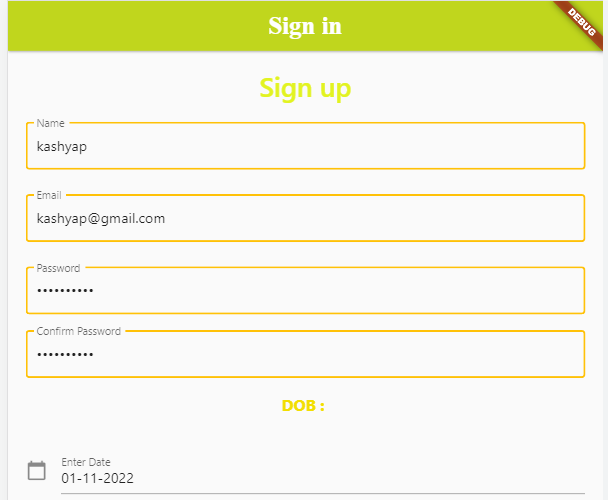 Sign in
DEBUG
Sign up
Name
kashyap
Email
kashyap@gmail.com
Password
••••••••••
Confirm Password
••••••••••
DOB :
Enter Date
01-11-2022